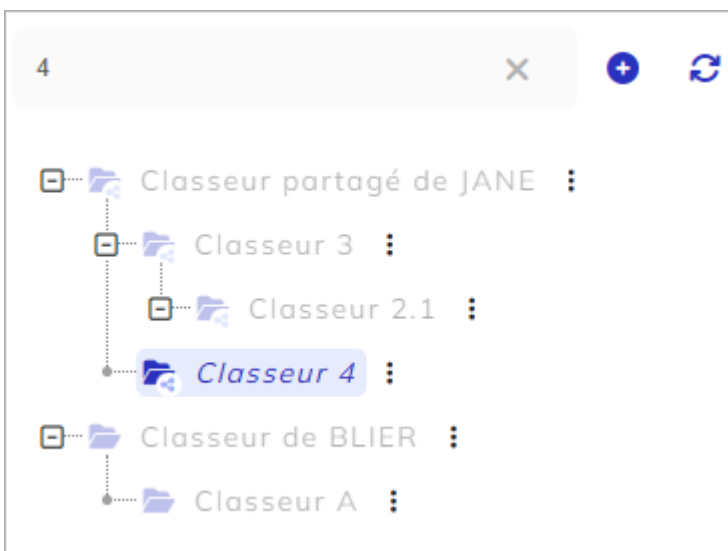 4
Classeur partagé de JANE
Classeur 3
Classeur 2.1
Classeur 4
Classeur de BLIER
Classeur A